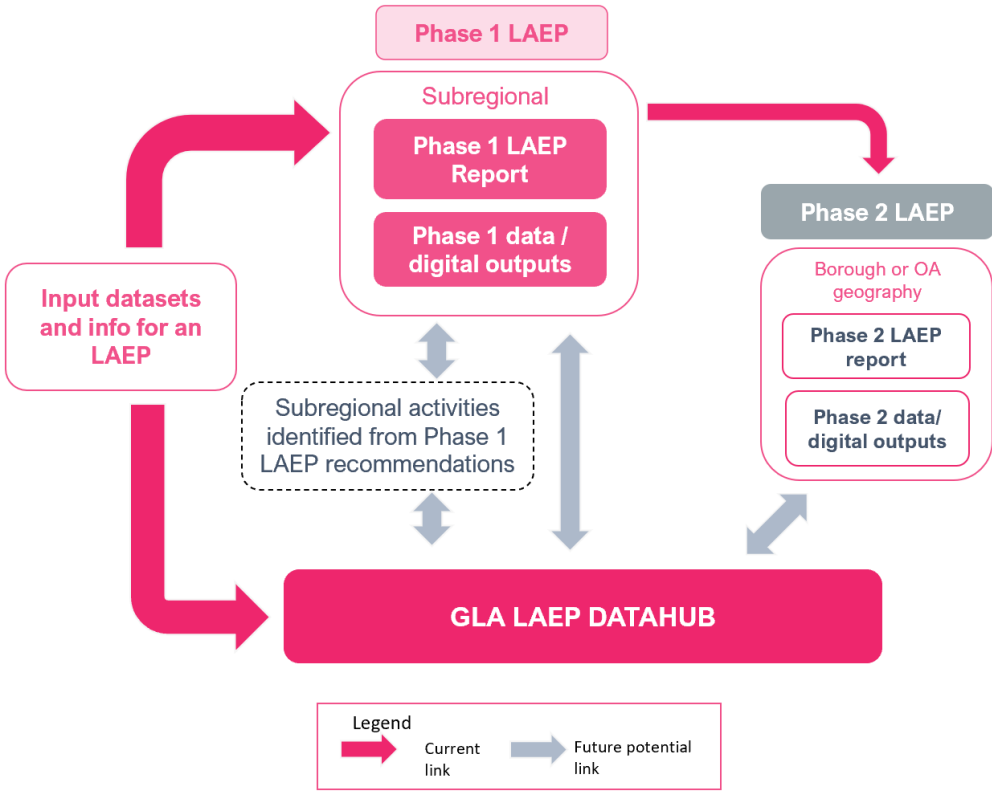 Phase 1 LAEP
Subregional
Phase 1 LAEP
Report
Phase 1 data /
digital outputs
Phase 2 LAEP
Borough or OA
geography
Phase 2 LAEP
report
Phase 2 data/
digital outputs
Input datasets
and info for an
LAEP
Subregional activities
identified from Phase 1
LAEP recommendations
GLA LAEP DATAHUB
Legend
Current
link
Future potential
link